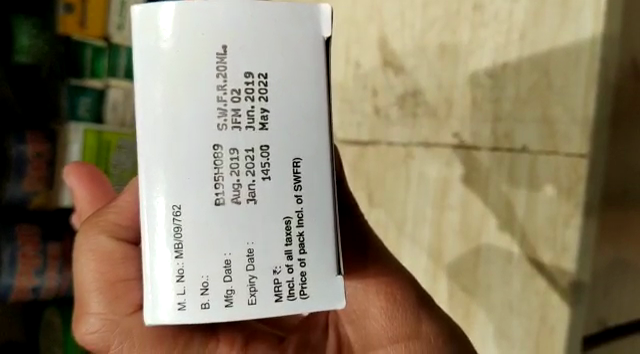 M. L. No.: MB/09/762
S.W.F.R.20ML.
B. No.: B195H089 JFM 02
Mfg. Date : Aug.2019 Jun.2019
Expiry Date : Jan.2021 May 2022
MRP ₹: 145.00
(Incl. of all taxes)
(Price of pack Incl. of SWFR)